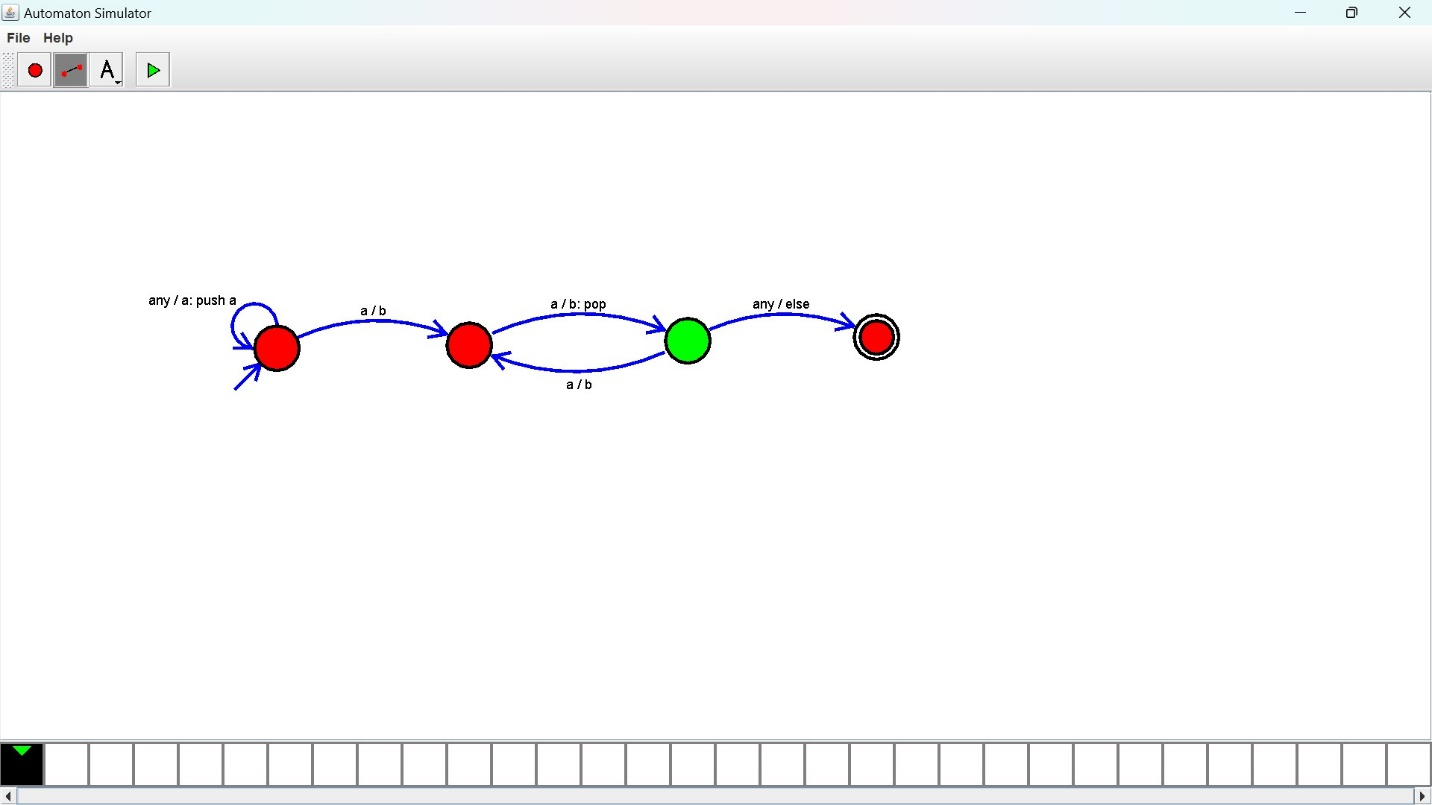 Automaton Simulator
File Help
A
any / a: push a
a / b
a / b: pop
any / else
a / b